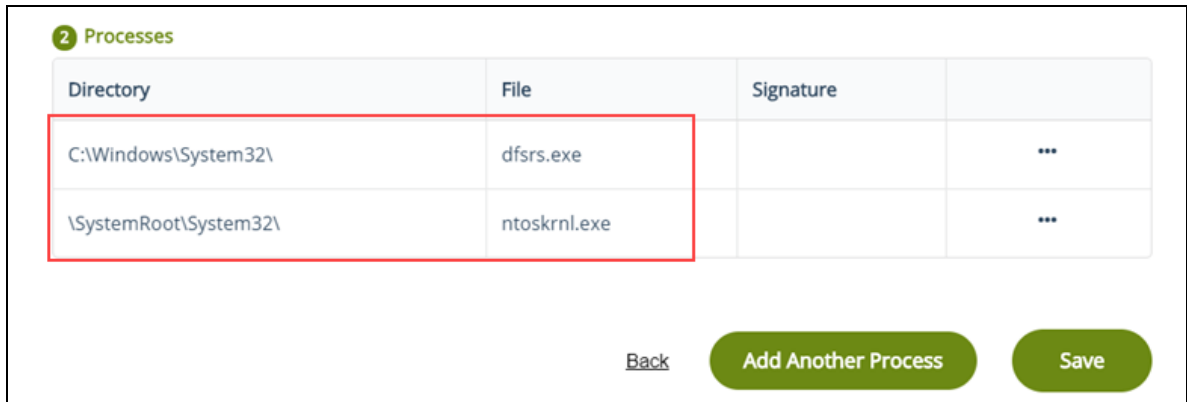 2 Processes
Directory File Signature
C:\Windows\System32\ dfsrs.exe •••
\SystemRoot\System32\ ntoskrnl.exe •••
Back Add Another Process Save